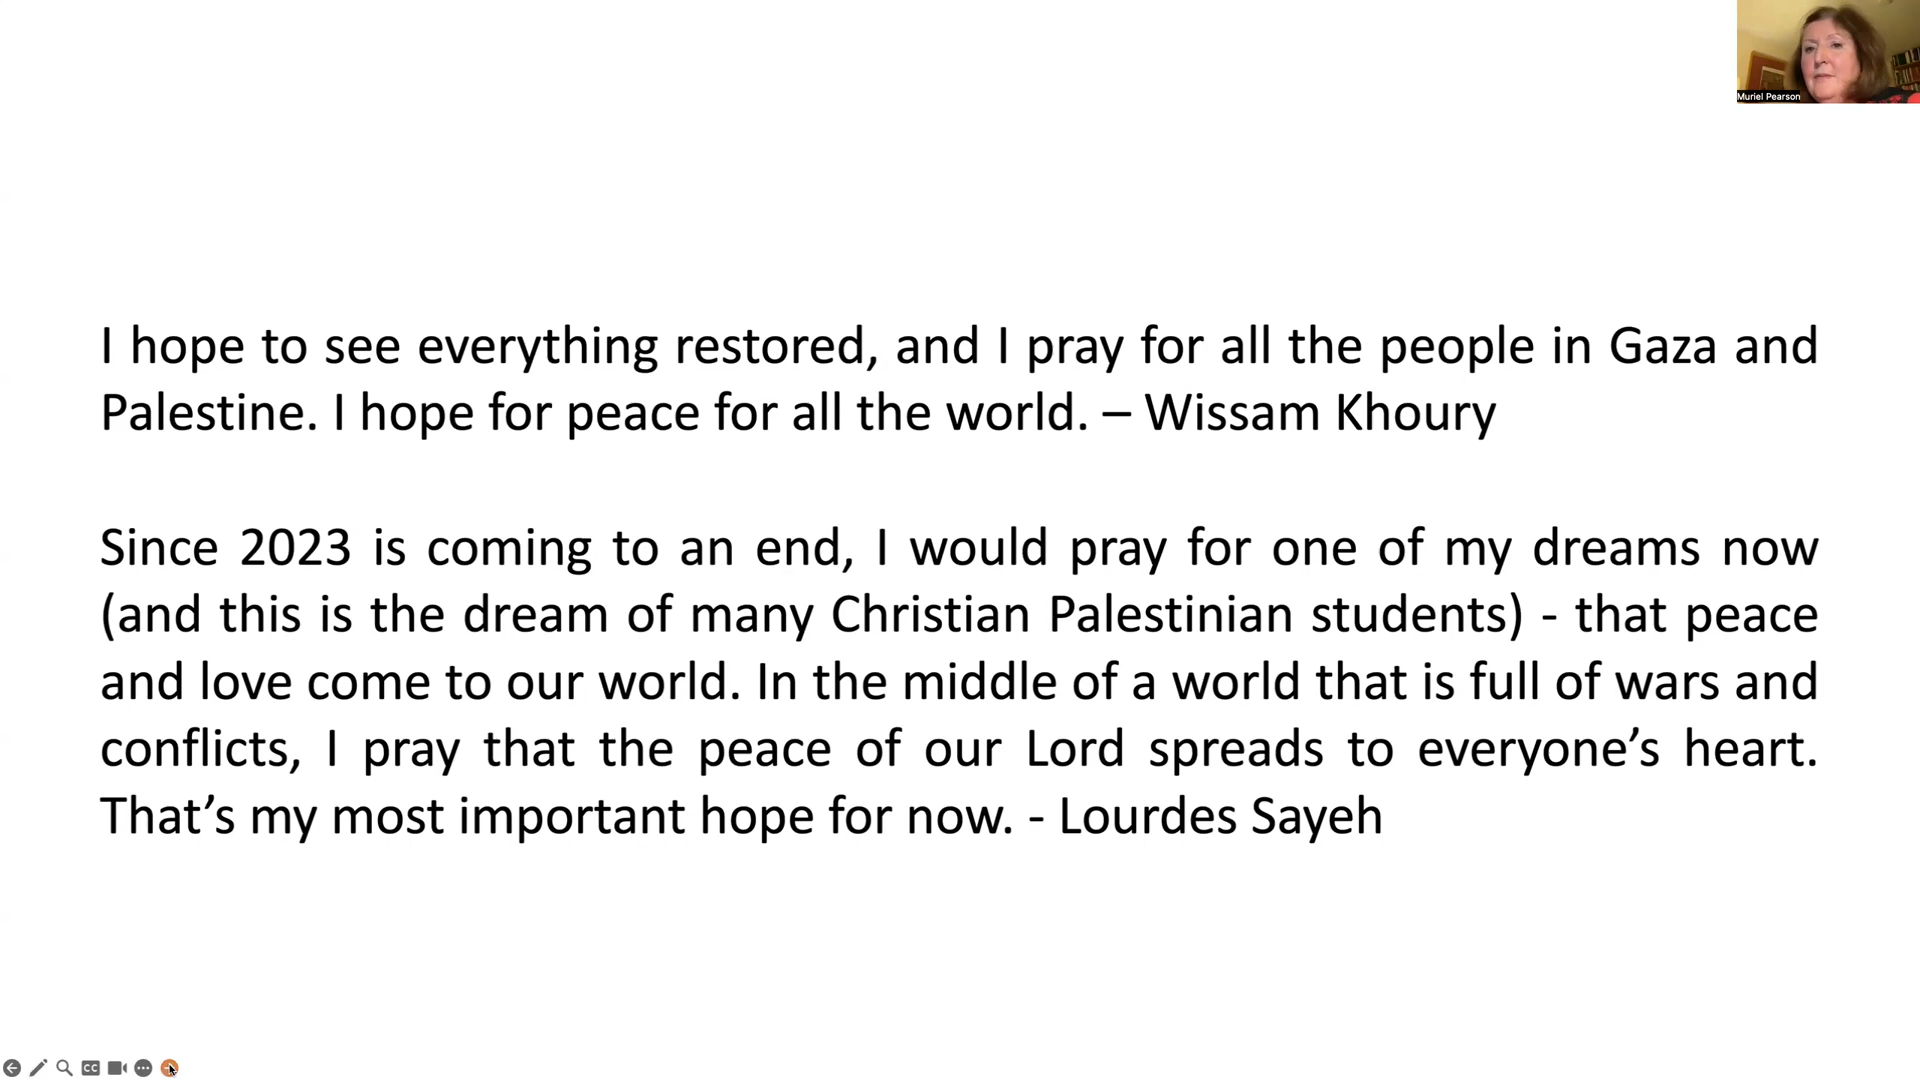 Muriel Pearson
I hope to see everything restored, and I pray for all the people in Gaza and
Palestine. I hope for peace for all the world. – Wissam Khoury
Since 2023 is coming to an end, I would pray for one of my dreams now
(and this is the dream of many Christian Palestinian students) - that peace
and love come to our world. In the middle of a world that is full of wars and
conflicts, I pray that the peace of our Lord spreads to everyone’s heart.
That’s my most important hope for now. - Lourdes Sayeh
CC